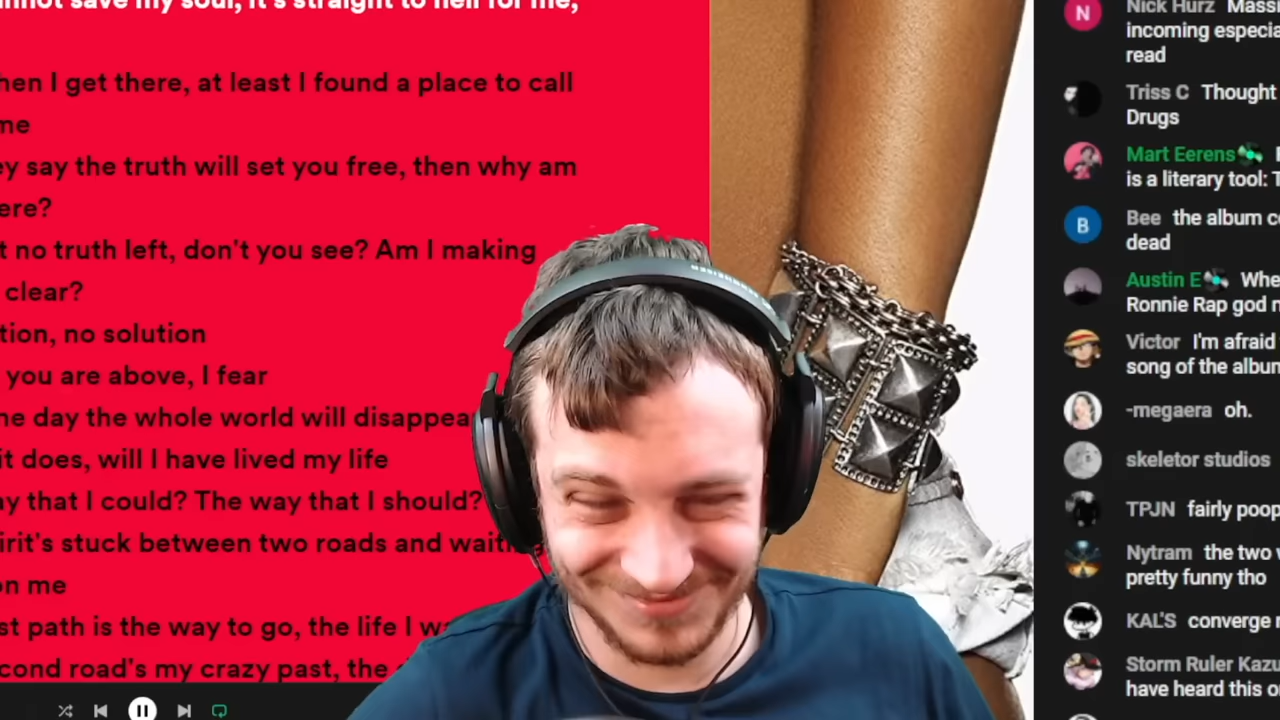 nnot save my soul, it's straight to hell for me,
hen I get there, at least I found a place to call
me
ey say the truth will set you free, then why am
ere?
t no truth left, don't you see? Am I making
clear?
tion, no solution
you are above, I fear
ne day the whole world will disappea
it does, will I have lived my life
ay that I could? The way that I should?
irit's stuck between two roads and waiti
on me
st path is the way to go, the life I wa
cond road's my crazy past, the
N
Nick Hurz Massi
incoming especia
read
Triss C Thought
Drugs
Mart Eerens
is a literary tool: T
B
Bee the album c
dead
Austin E Whe
Ronnie Rap god n
Victor I'm afraid
song of the album
-megaera oh.
skeletor studios
TPJN fairly poop
Nytram the two v
pretty funny tho
KAL'S converge r
Storm Ruler Kazu
have heard this o